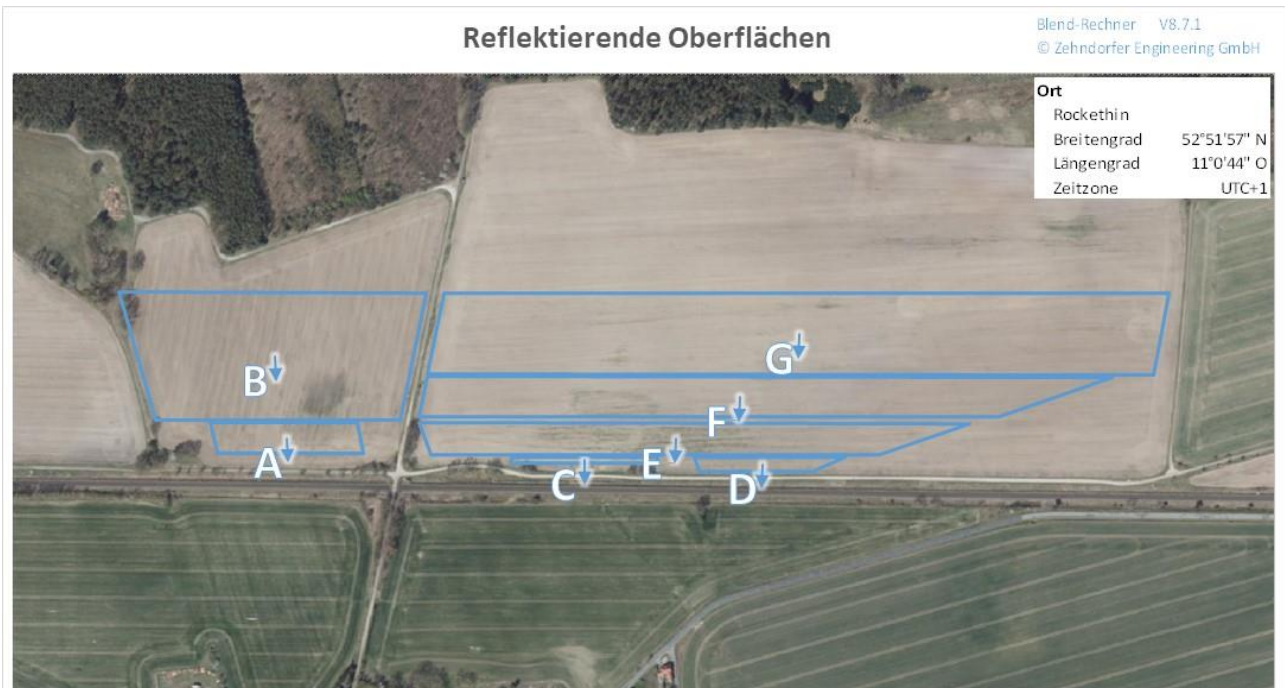 Reflektierende Oberflächen
Blend-Rechner V8.7.1
© Zehndorfer Engineering GmbH
Ort
Rockethin
Breitengrad 52°51'57" N
Längengrad 11°0'44" O
Zeitzone UTC+1
G
B
F
A
E
C
D